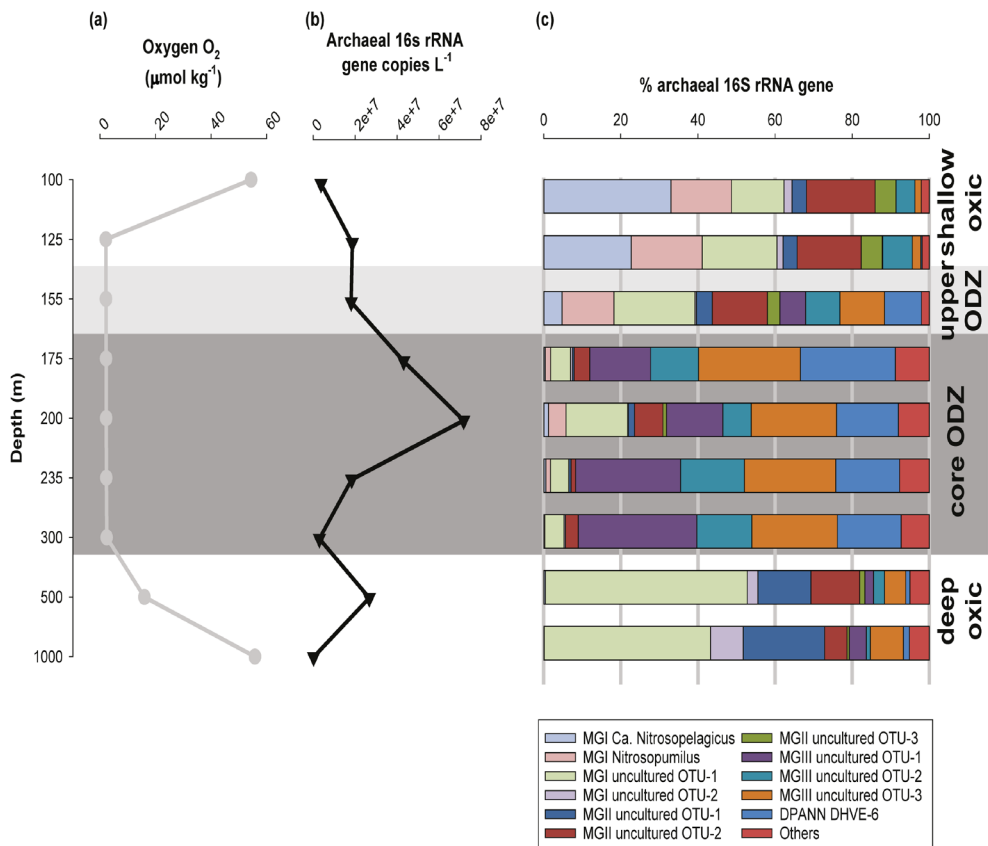 (a)
Oxygen O2
(µmol kg-1)
0 20 40 60
(b)
Archaeal 16s rRNA
gene copies L-1
0 2e+7 4e+7 6e+7 8e+7
(c)
% archaeal 16S rRNA gene
0 20 40 60 80 100
Depth (m)
100
125
155
175
200
235
300
500
1000
shallow
oxic
upper
ODZ
core ODZ
deep
oxic
MGI Ca. Nitrosopelagicus
MGI Nitrosopumilus
MGI uncultured OTU-1
MGI uncultured OTU-2
MGII uncultured OTU-1
MGII uncultured OTU-2
MGII uncultured OTU-3
MGIII uncultured OTU-1
MGIII uncultured OTU-2
MGIII uncultured OTU-3
DPANN DHVE-6
Others